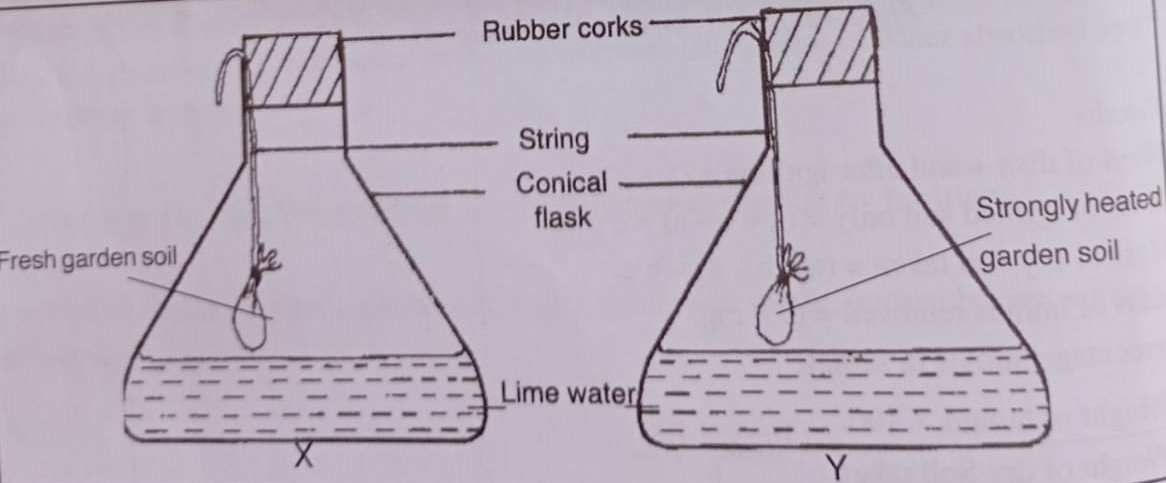 Rubber corks
String
Conical
flask
Strongly heated
garden soil
Fresh garden soil
Lime water
X
Y